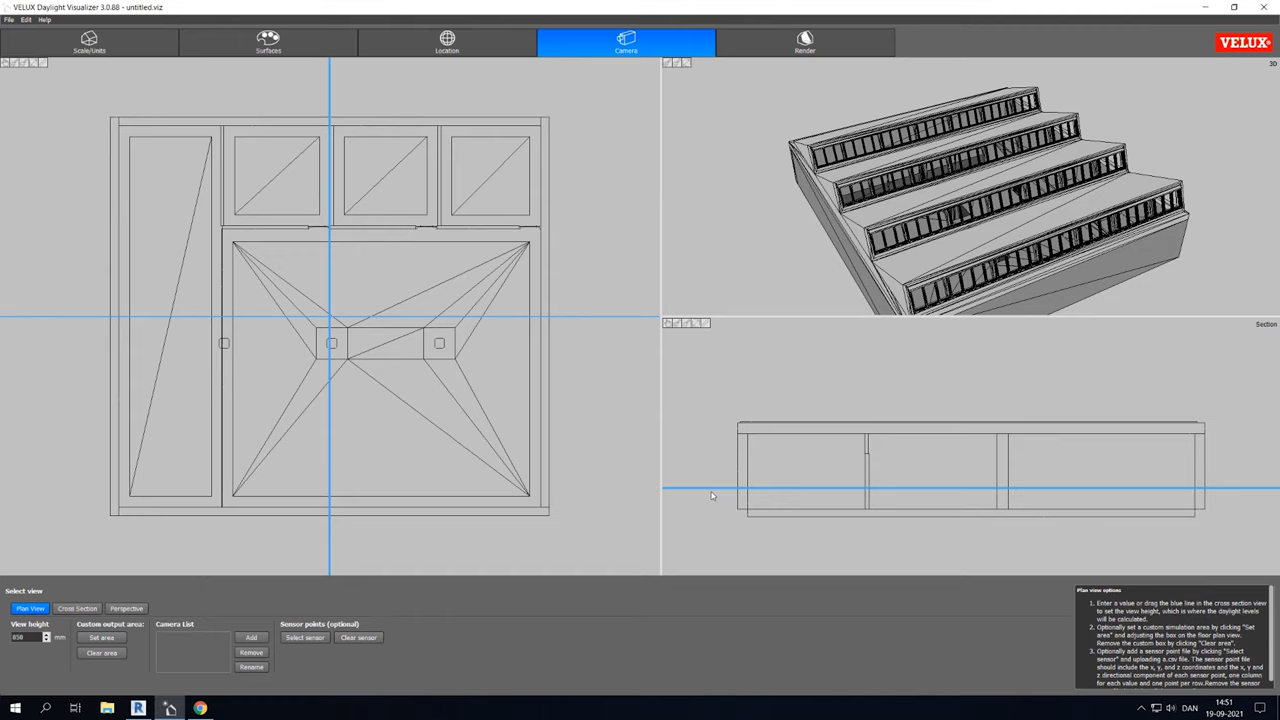 VELUX Daylight Visualizer 3.0.88 - untitled.viz
File Edit Help
Scale/Units
Surfaces
Location
Camera
Render
VELUX
3D
Section
Select view
Plan View
Cross Section
Perspective
View height
Custom output area:
Camera List
Sensor points (optional)
850
mm
Set area
Add
Select sensor
Clear sensor
Clear area
Remove
Rename
Plan view options
1. Enter a value or drag the blue line in the cross section view
to set the view height, which is where the daylight levels
will be calculated.
2. Optionally set a custom simulation area by clicking "Set
area" and adjusting the box on the floor plan view.
Remove the custom box by clicking "Clear area".
3. Optionally add a sensor point file by clicking "Select
sensor" and uploading a.csv file. The sensor point file
should include the x, y, and z coordinates and the x, y and
z directional component of each sensor point, one column
for each value and one point per row.Remove the sensor
R
DAN
14:51
19-09-2021